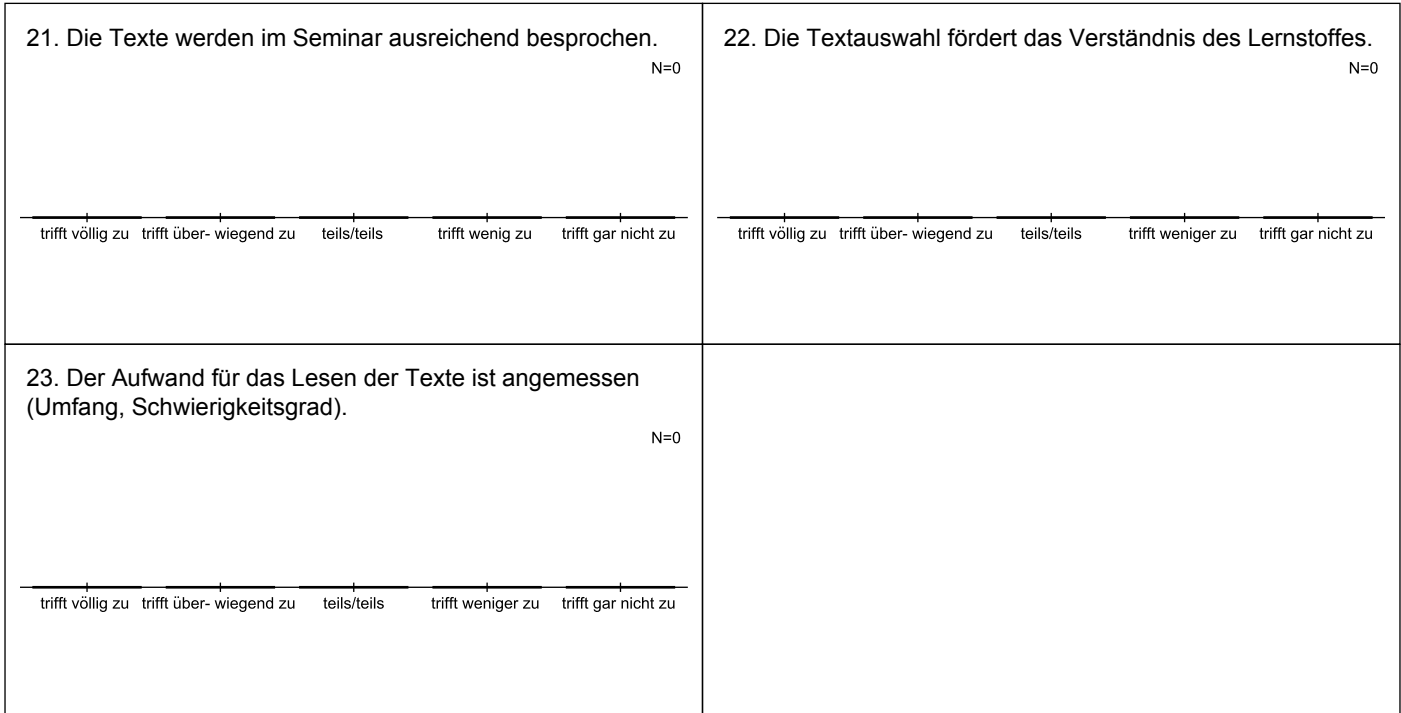 21. Die Texte werden im Seminar ausreichend besprochen.
N=0
trifft völlig zu trifft über- wiegend zu teils/teils trifft wenig zu trifft gar nicht zu
22. Die Textauswahl fördert das Verständnis des Lernstoffes.
N=0
trifft völlig zu trifft über- wiegend zu teils/teils trifft weniger zu trifft gar nicht zu
23. Der Aufwand für das Lesen der Texte ist angemessen
(Umfang, Schwierigkeitsgrad).
N=0
trifft völlig zu trifft über- wiegend zu teils/teils trifft weniger zu trifft gar nicht zu